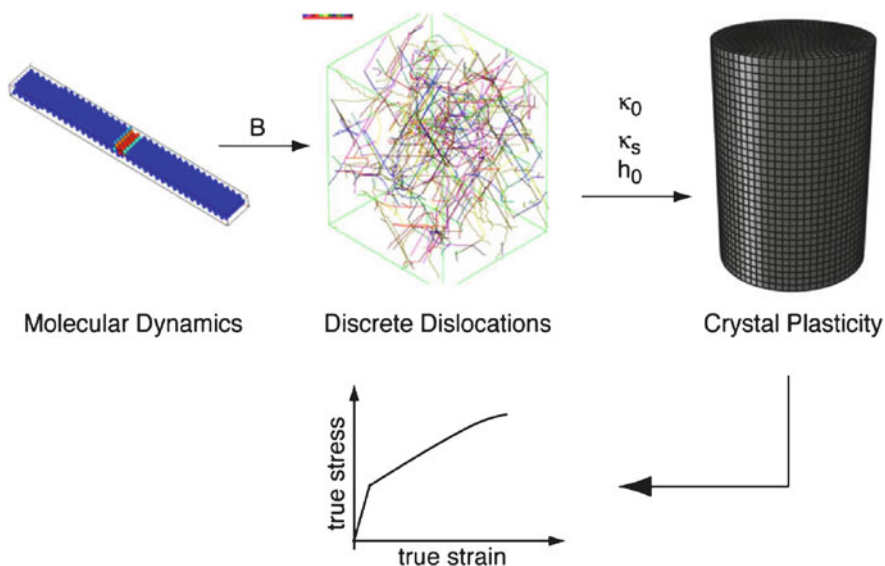 B
κ₀
κₛ
h₀
Molecular Dynamics
Discrete Dislocations
Crystal Plasticity
true stress
true strain